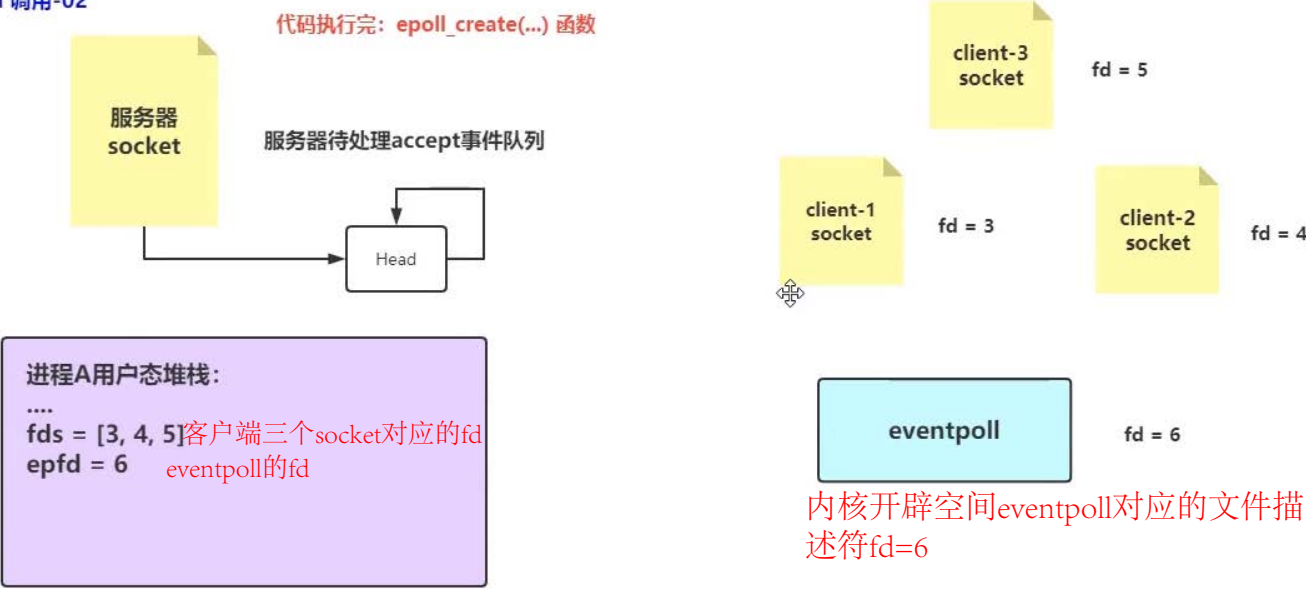 调用-02
代码执行完：epoll_create(...) 函数
服务器
socket
服务器待处理accept事件队列
Head
client-3
socket
fd = 5
client-1
socket
fd = 3
client-2
socket
fd = 4
进程A用户态堆栈：
....
fds = [3, 4, 5]客户端三个socket对应的fd
epfd = 6 eventpoll的fd
eventpoll
fd = 6
内核开辟空间eventpoll对应的文件描
述符fd=6